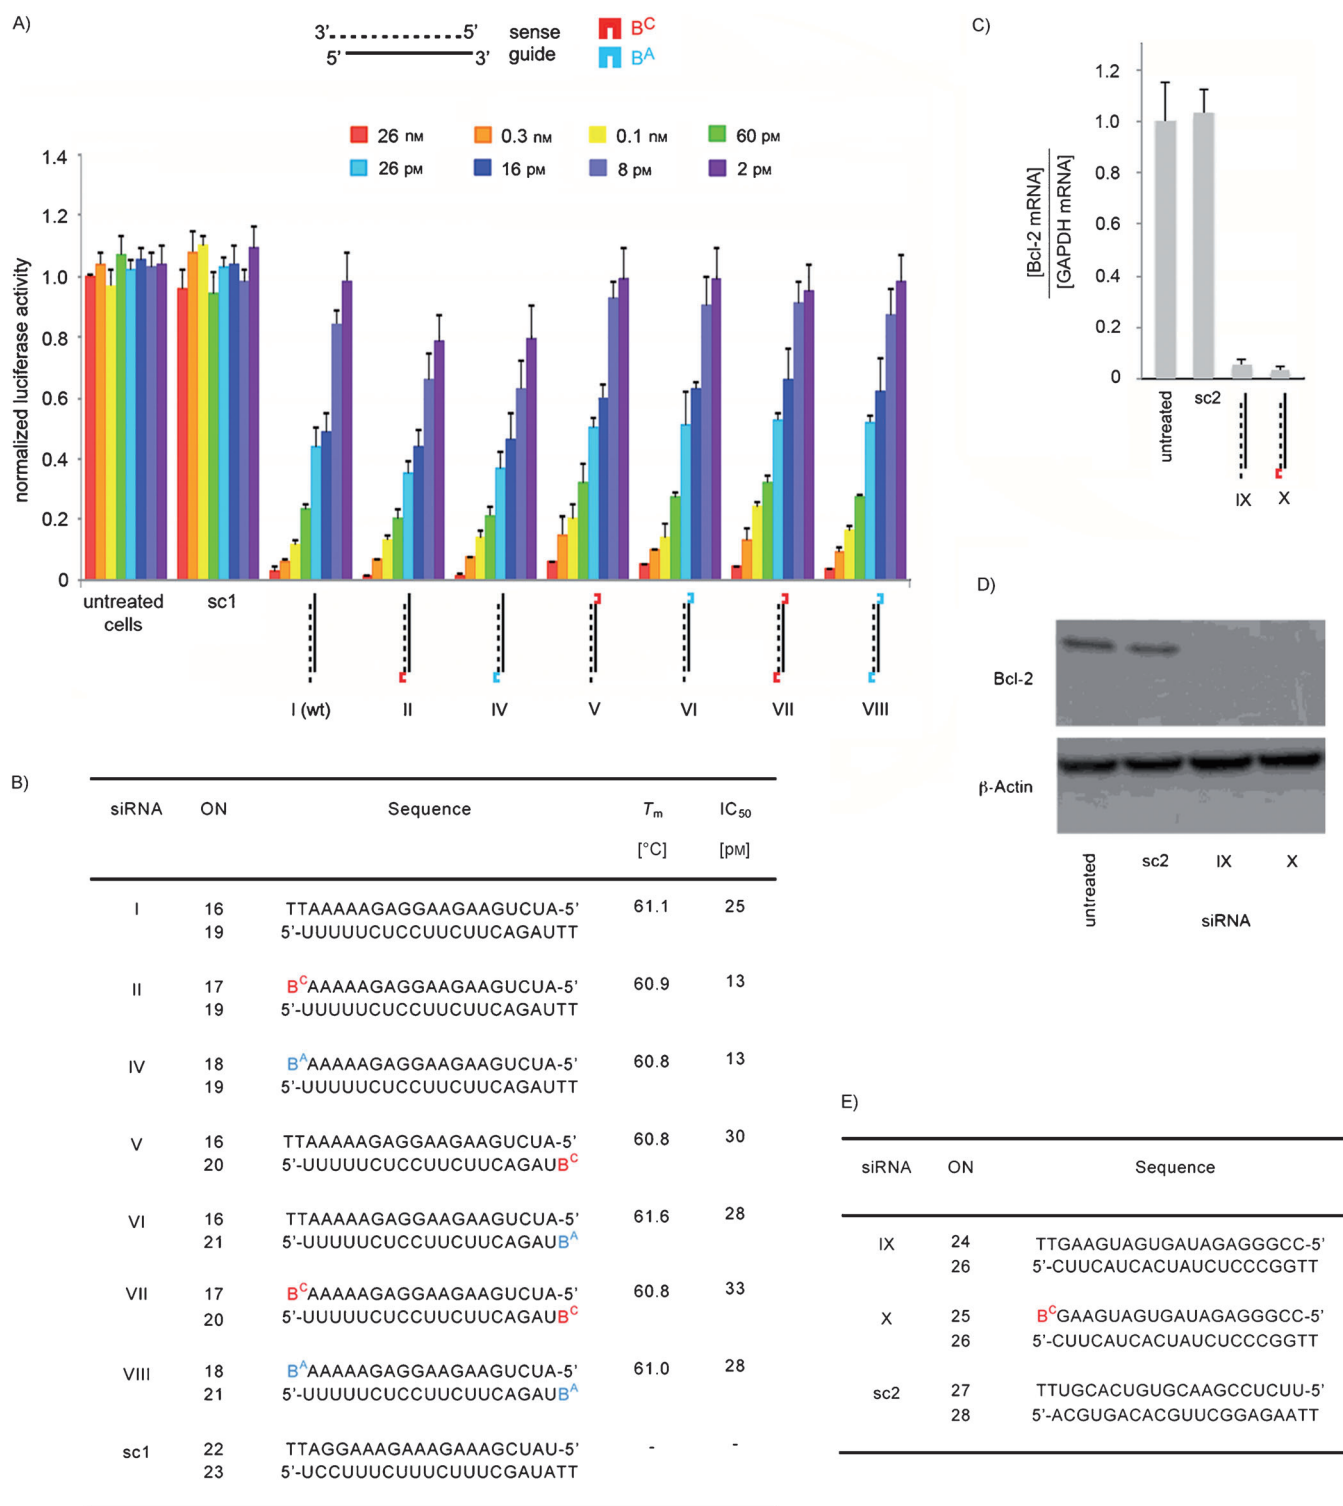 A)
3' 5' sense
5' 3' guide
B^C
B^A
26 nM 0.3 nM 0.1 nM 60 pM
26 pM 16 pM 8 pM 2 pM
normalized luciferase activity
1.4
1.2
1.0
0.8
0.6
0.4
0.2
0
untreated cells sc1 I (wt) II IV V VI VII VIII
C)
[Bcl-2 mRNA]
[GAPDH mRNA]
1.2
1.0
0.8
0.6
0.4
0.2
0
untreated sc2 IX X
D)
Bcl-2
β-Actin
untreated sc2 IX X
siRNA
B)
siRNA ON Sequence Tm IC50
[°C] [pM]
I 16 TTAAAAAGAGGAAGAAGUCUA-5' 61.1 25
19 5'-UUUUUCUCCUUCUUCAGAUTT
II 17 B^CAAAAAGAGGAAGAAGUCUA-5' 60.9 13
19 5'-UUUUUCUCCUUCUUCAGAUTT
IV 18 B^AAAAAAGAGGAAGAAGUCUA-5' 60.8 13
19 5'-UUUUUCUCCUUCUUCAGAUTT
V 16 TTAAAAAGAGGAAGAAGUCUA-5' 60.8 30
20 5'-UUUUUCUCCUUCUUCAGAUB^C
VI 16 TTAAAAAGAGGAAGAAGUCUA-5' 61.6 28
21 5'-UUUUUCUCCUUCUUCAGAUB^A
VII 17 B^CAAAAAGAGGAAGAAGUCUA-5' 60.8 33
20 5'-UUUUUCUCCUUCUUCAGAUB^C
VIII 18 B^AAAAAAGAGGAAGAAGUCUA-5' 61.0 28
21 5'-UUUUUCUCCUUCUUCAGAUB^A
sc1 22 TTAGGAAAGAAAGAAAGCUAU-5' - -
23 5'-UCCUUUCUUUCUUUCGAUATT
E)
siRNA ON Sequence
IX 24 TTGAAGUAGUGAUAGAGGGCC-5'
26 5'-CUUCAUCACUAUCUCCCGGTT
X 25 B^CGAAGUAGUGAUAGAGGGCC-5'
26 5'-CUUCAUCACUAUCUCCCGGTT
sc2 27 TTUGCACUGUGCAAGCCUCUU-5'
28 5'-ACGUGACACGUUCGGAGAATT